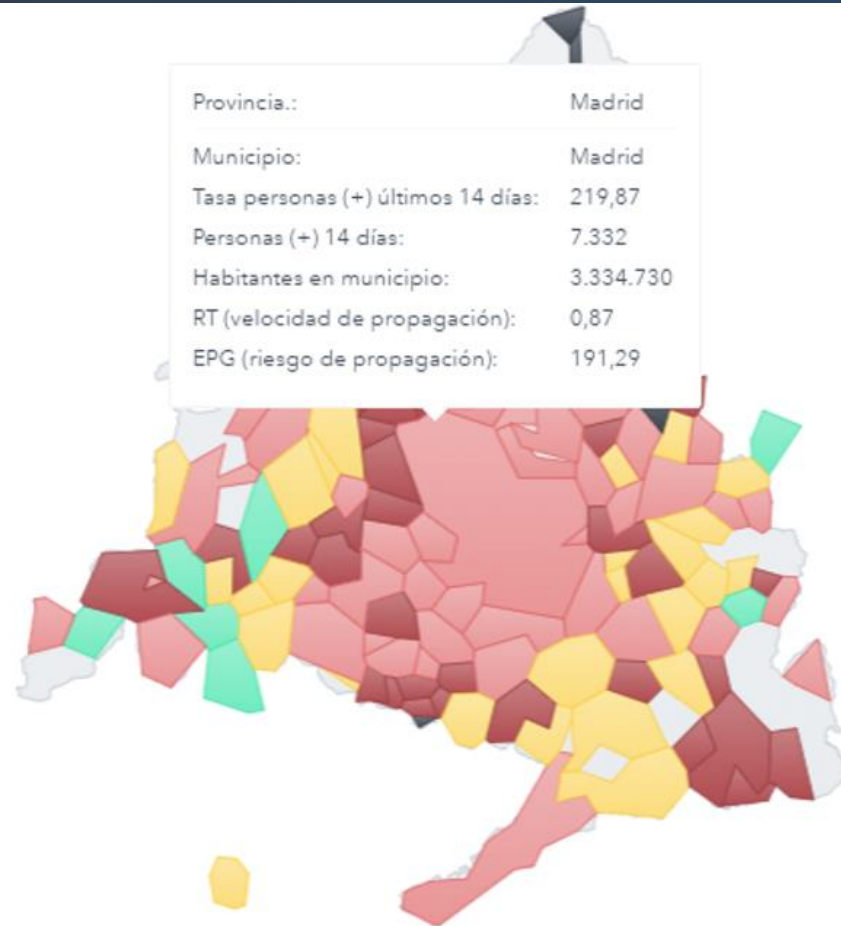 Provincia.: Madrid
Municipio: Madrid
Tasa personas (+) últimos 14 días: 219,87
Personas (+) 14 días: 7.332
Habitantes en municipio: 3.334.730
RT (velocidad de propagación): 0,87
EPG (riesgo de propagación): 191,29